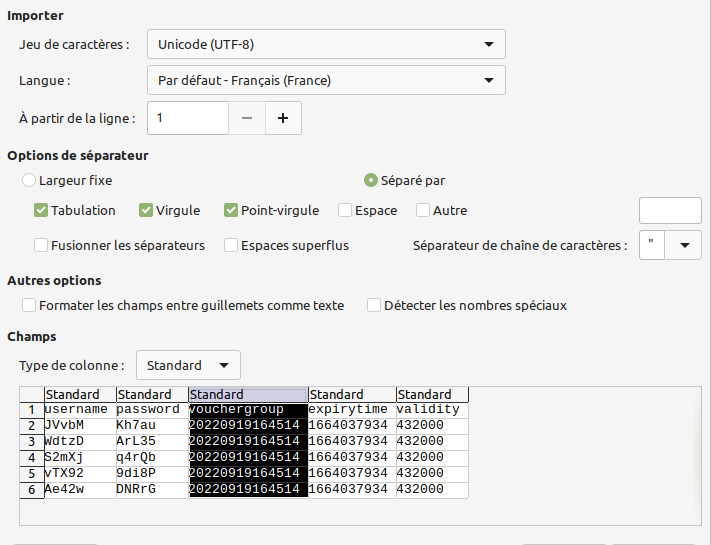 Importer
Jeu de caractères : Unicode (UTF-8)
Langue : Par défaut - Français (France)
À partir de la ligne : 1 − +
Options de séparateur
Largeur fixe Séparé par
Tabulation Virgule Point-virgule Espace Autre
Fusionner les séparateurs Espaces superflus Séparateur de chaîne de caractères : "
Autres options
Formater les champs entre guillemets comme texte Détecter les nombres spéciaux
Champs
Type de colonne : Standard
Standard Standard Standard Standard Standard
1 username password vouchergroup expirytime validity
2 JVvbM Kh7au 20220919164514 1664037934 432000
3 WdtzD ArL35 20220919164514 1664037934 432000
4 S2mXj q4rQb 20220919164514 1664037934 432000
5 vTX92 9di8P 20220919164514 1664037934 432000
6 Ae42w DNRrG 20220919164514 1664037934 432000